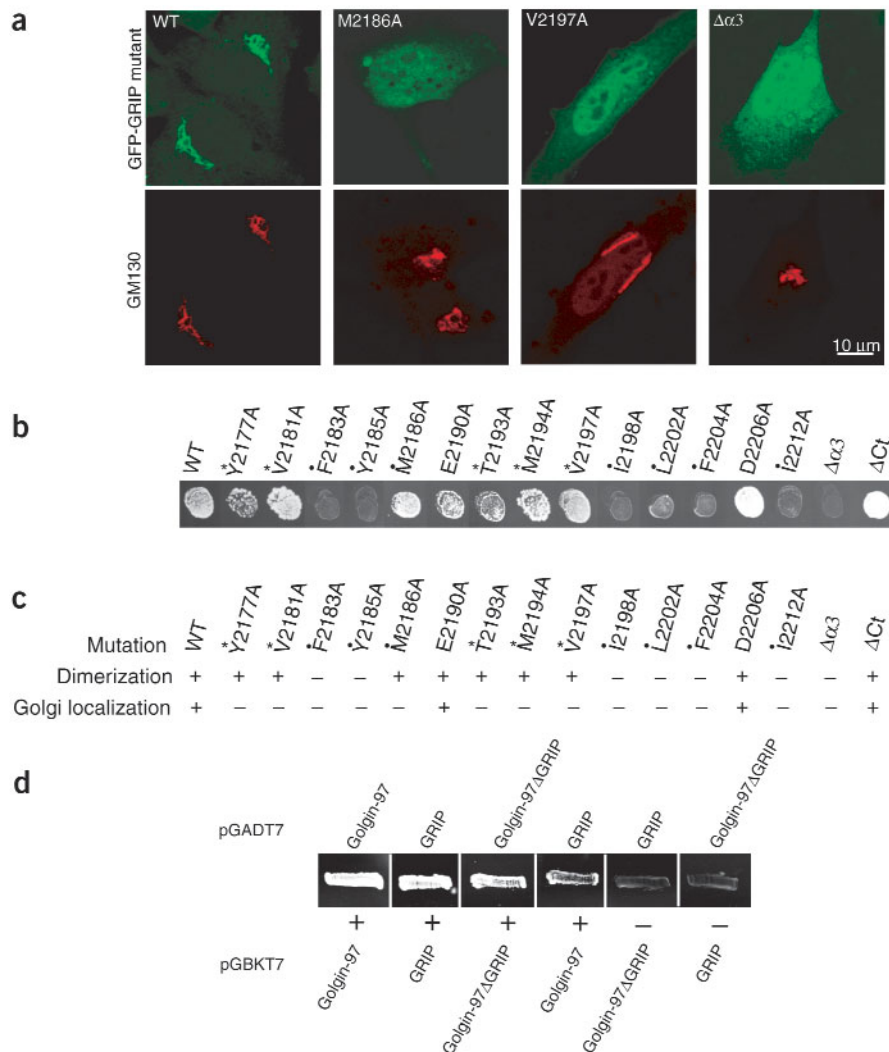 a
WT
M2186A
V2197A
Δα3
GFP-GRIP mutant
GM130
10 µm
b
WT
*Y2177A
*V2181A
•F2183A
•Y2185A
•M2186A
E2190A
*T2193A
*M2194A
*V2197A
•I2198A
•L2202A
•F2204A
D2206A
•I2212A
Δα3
ΔCt
c
Mutation
WT
*Y2177A
*V2181A
•F2183A
•Y2185A
•M2186A
E2190A
*T2193A
*M2194A
*V2197A
•I2198A
•L2202A
•F2204A
D2206A
•I2212A
Δα3
ΔCt
Dimerization + + + – – + + + + + – – – + – – +
Golgi localization + – – – – – + – – – – – – + – – +
d
pGADT7
Golgin-97
GRIP
Golgin-97ΔGRIP
GRIP
GRIP
Golgin-97ΔGRIP
+ + + + – –
pGBKT7
Golgin-97
GRIP
Golgin-97ΔGRIP
Golgin-97
Golgin-97ΔGRIP
GRIP